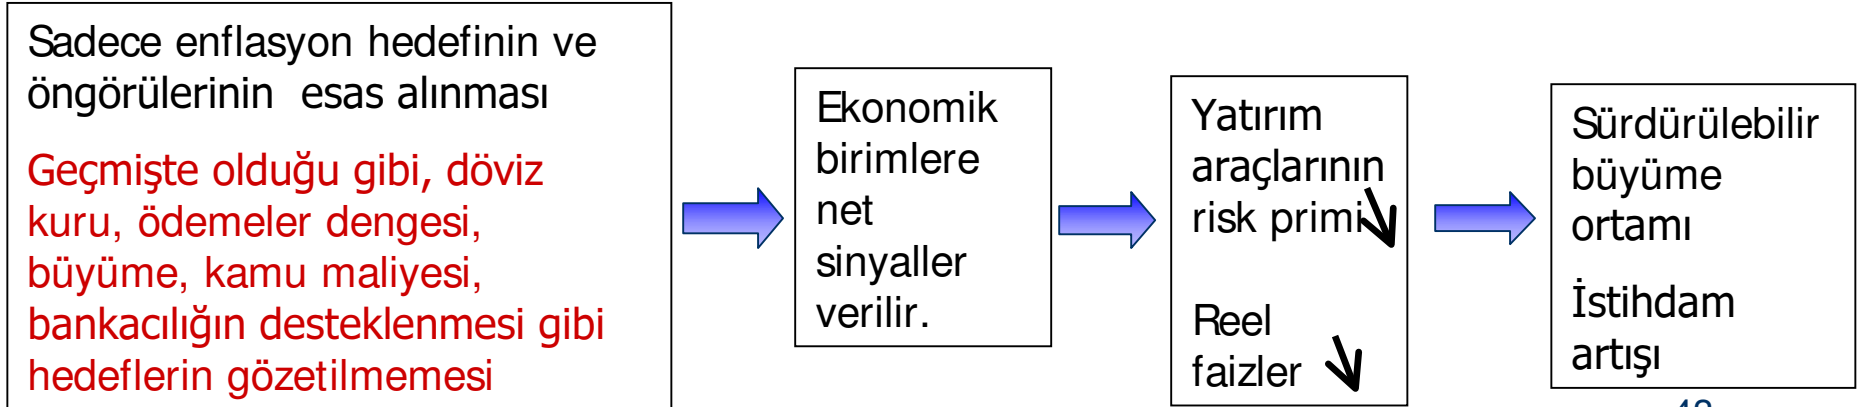 Sadece enflasyon hedefinin ve
öngörülerinin esas alınması
Geçmişte olduğu gibi, döviz
kuru, ödemeler dengesi,
büyüme, kamu maliyesi,
bankacılığın desteklenmesi gibi
hedeflerin gözetilmemesi
Ekonomik
birimlere
net
sinyaller
verilir.
Yatırım
araçlarının
risk primi
Reel
faizler
Sürdürülebilir
büyüme
ortamı
İstihdam
artışı